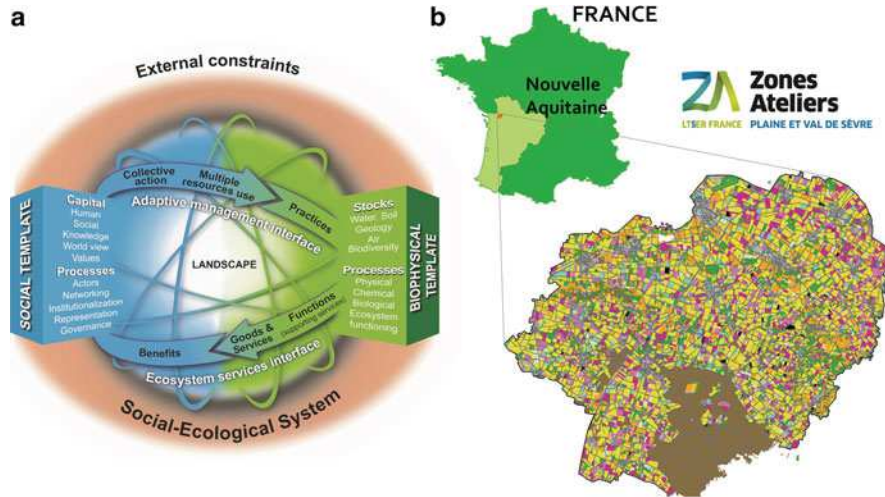 a
External constraints
Collective
action
Multiple
resources use
Practices
Adaptive management interface
SOCIAL TEMPLATE
Capital
Human
Social
Knowledge
World view
Values
Processes
Actors
Networking
Institutionalization
Representation
Governance
LANDSCAPE
Stocks
Water, Soil
Geology
Air
Biodiversity
Processes
Physical
Chemical
Biological
Ecosystem
functioning
BIOPHYSICAL
TEMPLATE
Functions
(supporting services)
Goods &
Services
Benefits
Ecosystem services interface
Social-Ecological System
b
FRANCE
Nouvelle
Aquitaine
ZA
Zones
Ateliers
LTSER FRANCE
PLAINE ET VAL DE SÈVRE